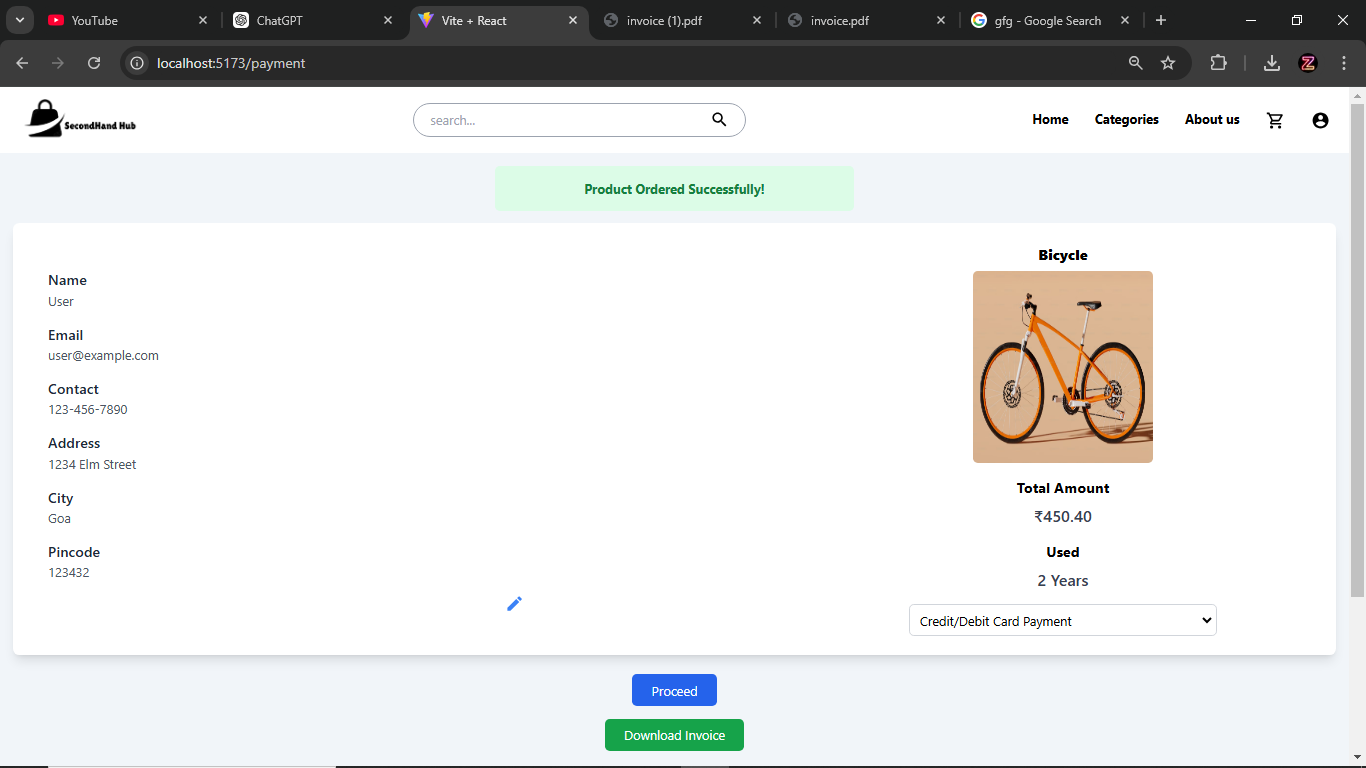 YouTube
ChatGPT
Vite + React
invoice (1).pdf
invoice.pdf
gfg - Google Search
localhost:5173/payment
Z
SecondHand Hub
search...
Home
Categories
About us
Product Ordered Successfully!
Name
User
Email
user@example.com
Contact
123-456-7890
Address
1234 Elm Street
City
Goa
Pincode
123432
Bicycle
Total Amount
₹450.40
Used
2 Years
Credit/Debit Card Payment
Proceed
Download Invoice